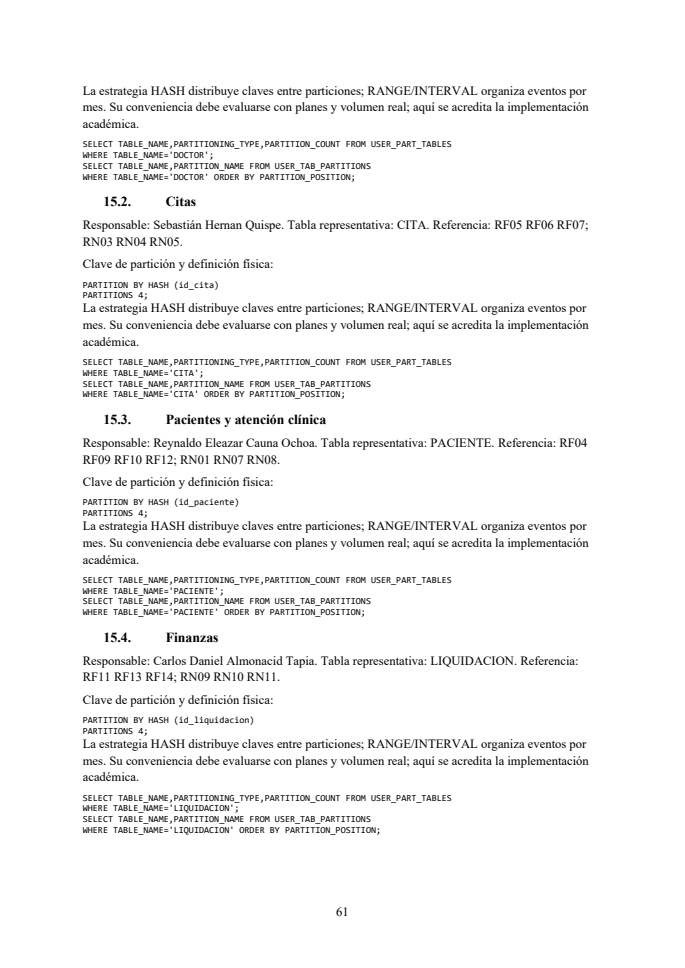 La estrategia HASH distribuye claves entre particiones; RANGE/INTERVAL organiza eventos por
mes. Su conveniencia debe evaluarse con planes y volumen real; aquí se acredita la implementación
académica.
SELECT TABLE_NAME,PARTITIONING_TYPE,PARTITION_COUNT FROM USER_PART_TABLES
WHERE TABLE_NAME='DOCTOR';
SELECT TABLE_NAME,PARTITION_NAME FROM USER_TAB_PARTITIONS
WHERE TABLE_NAME='DOCTOR' ORDER BY PARTITION_POSITION;
15.2. Citas
Responsable: Sebastián Hernan Quispe. Tabla representativa: CITA. Referencia: RF05 RF06 RF07;
RN03 RN04 RN05.
Clave de partición y definición física:
PARTITION BY HASH (id_cita)
PARTITIONS 4;
La estrategia HASH distribuye claves entre particiones; RANGE/INTERVAL organiza eventos por
mes. Su conveniencia debe evaluarse con planes y volumen real; aquí se acredita la implementación
académica.
SELECT TABLE_NAME,PARTITIONING_TYPE,PARTITION_COUNT FROM USER_PART_TABLES
WHERE TABLE_NAME='CITA';
SELECT TABLE_NAME,PARTITION_NAME FROM USER_TAB_PARTITIONS
WHERE TABLE_NAME='CITA' ORDER BY PARTITION_POSITION;
15.3. Pacientes y atención clínica
Responsable: Reynaldo Eleazar Cauna Ochoa. Tabla representativa: PACIENTE. Referencia: RF04
RF09 RF10 RF12; RN01 RN07 RN08.
Clave de partición y definición física:
PARTITION BY HASH (id_paciente)
PARTITIONS 4;
La estrategia HASH distribuye claves entre particiones; RANGE/INTERVAL organiza eventos por
mes. Su conveniencia debe evaluarse con planes y volumen real; aquí se acredita la implementación
académica.
SELECT TABLE_NAME,PARTITIONING_TYPE,PARTITION_COUNT FROM USER_PART_TABLES
WHERE TABLE_NAME='PACIENTE';
SELECT TABLE_NAME,PARTITION_NAME FROM USER_TAB_PARTITIONS
WHERE TABLE_NAME='PACIENTE' ORDER BY PARTITION_POSITION;
15.4. Finanzas
Responsable: Carlos Daniel Almonacid Tapia. Tabla representativa: LIQUIDACION. Referencia:
RF11 RF13 RF14; RN09 RN10 RN11.
Clave de partición y definición física:
PARTITION BY HASH (id_liquidacion)
PARTITIONS 4;
La estrategia HASH distribuye claves entre particiones; RANGE/INTERVAL organiza eventos por
mes. Su conveniencia debe evaluarse con planes y volumen real; aquí se acredita la implementación
académica.
SELECT TABLE_NAME,PARTITIONING_TYPE,PARTITION_COUNT FROM USER_PART_TABLES
WHERE TABLE_NAME='LIQUIDACION';
SELECT TABLE_NAME,PARTITION_NAME FROM USER_TAB_PARTITIONS
WHERE TABLE_NAME='LIQUIDACION' ORDER BY PARTITION_POSITION;
61